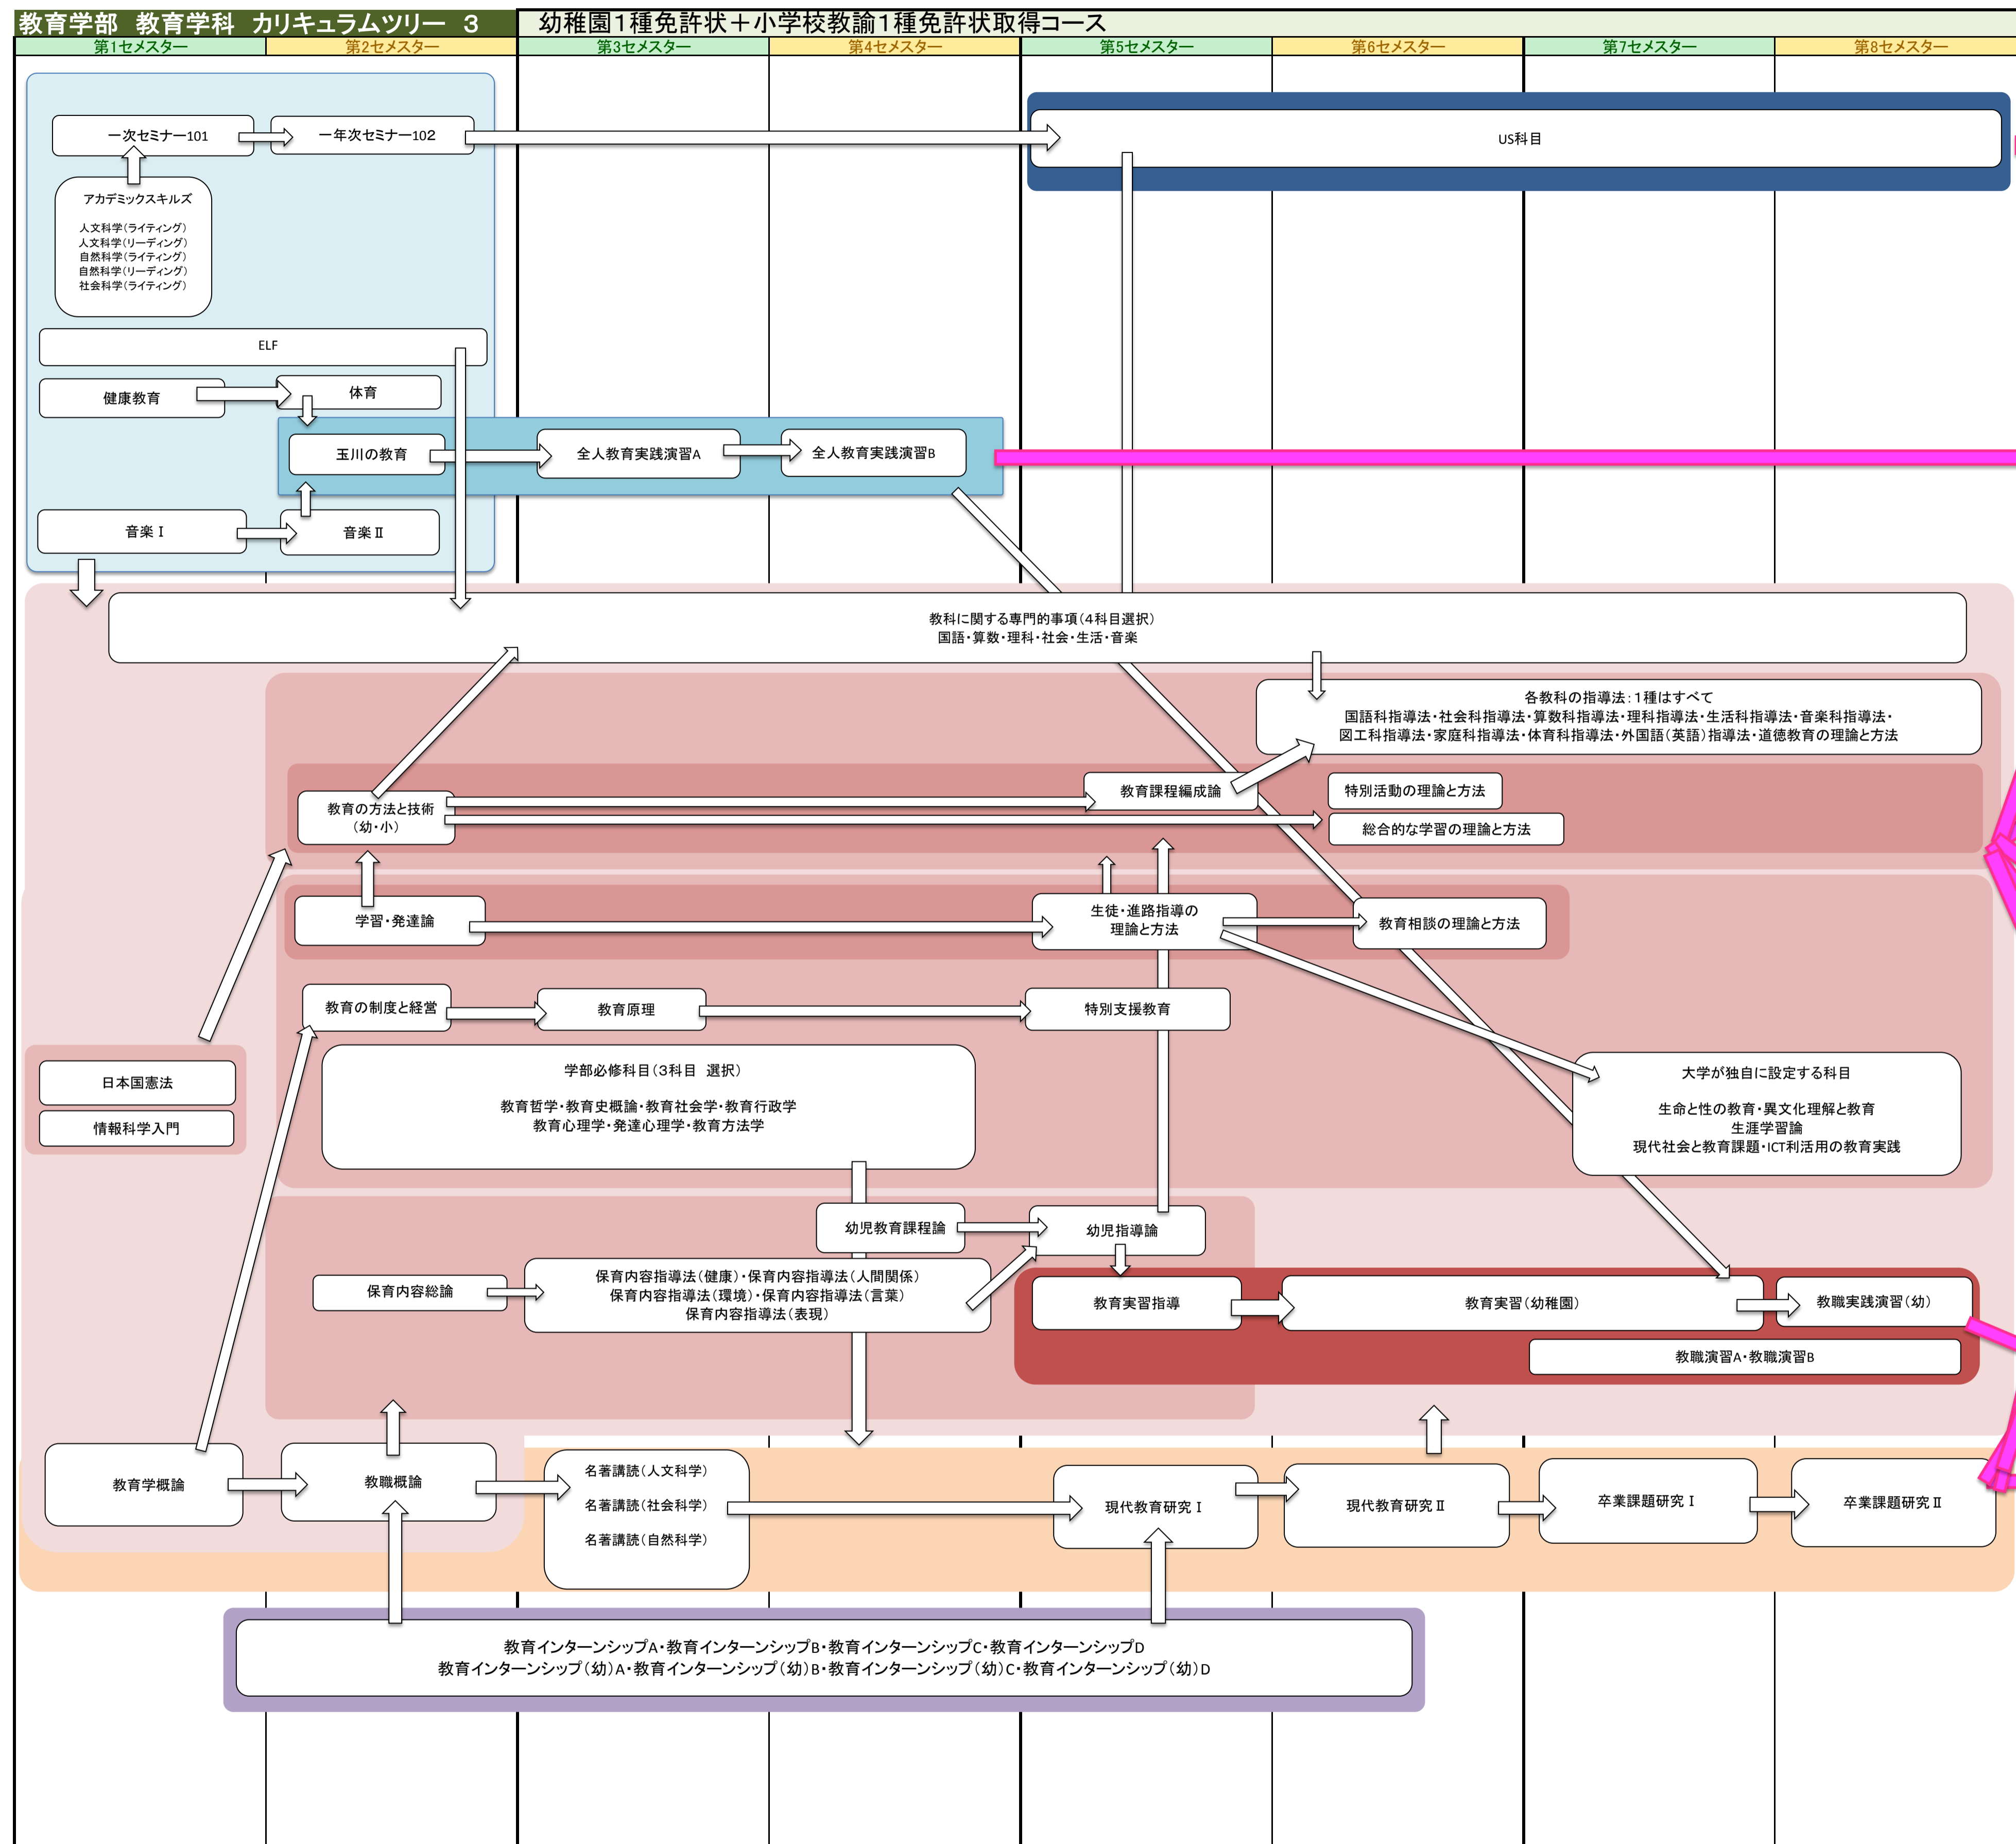 教育学部 教育学科 カリキュラムツリー 3
幼稚園1種免許状＋小学校教諭1種免許状取得コース
第1セメスター
第2セメスター
第3セメスター
第4セメスター
第5セメスター
第6セメスター
第7セメスター
第8セメスター
一次セミナー101
一年次セミナー102
US科目
アカデミックスキルズ
人文科学(ライティング)
人文科学(リーディング)
自然科学(ライティング)
自然科学(リーディング)
社会科学(ライティング)
ELF
健康教育
体育
玉川の教育
全人教育実践演習A
全人教育実践演習B
音楽Ⅰ
音楽Ⅱ
教科に関する専門的事項(4科目選択)
国語・算数・理科・社会・生活・音楽
各教科の指導法:1種はすべて
国語科指導法・社会科指導法・算数科指導法・理科指導法・生活科指導法・音楽科指導法・
図工科指導法・家庭科指導法・体育科指導法・外国語(英語)指導法・道徳教育の理論と方法
教育の方法と技術
(幼・小)
教育課程編成論
特別活動の理論と方法
総合的な学習の理論と方法
学習・発達論
生徒・進路指導の
理論と方法
教育相談の理論と方法
教育の制度と経営
教育原理
特別支援教育
日本国憲法
情報科学入門
学部必修科目(3科目 選択)
教育哲学・教育史概論・教育社会学・教育行政学
教育心理学・発達心理学・教育方法学
大学が独自に設定する科目
生命と性の教育・異文化理解と教育
生涯学習論
現代社会と教育課題・ICT利活用の教育実践
幼児教育課程論
幼児指導論
保育内容総論
保育内容指導法(健康)・保育内容指導法(人間関係)
保育内容指導法(環境)・保育内容指導法(言葉)
保育内容指導法(表現)
教育実習指導
教育実習(幼稚園)
教職実践演習(幼)
教職演習A・教職演習B
教育学概論
教職概論
名著講読(人文科学)
名著講読(社会科学)
名著講読(自然科学)
現代教育研究Ⅰ
現代教育研究Ⅱ
卒業課題研究Ⅰ
卒業課題研究Ⅱ
教育インターンシップA・教育インターンシップB・教育インターンシップC・教育インターンシップD
教育インターンシップ(幼)A・教育インターンシップ(幼)B・教育インターンシップ(幼)C・教育インターンシップ(幼)D